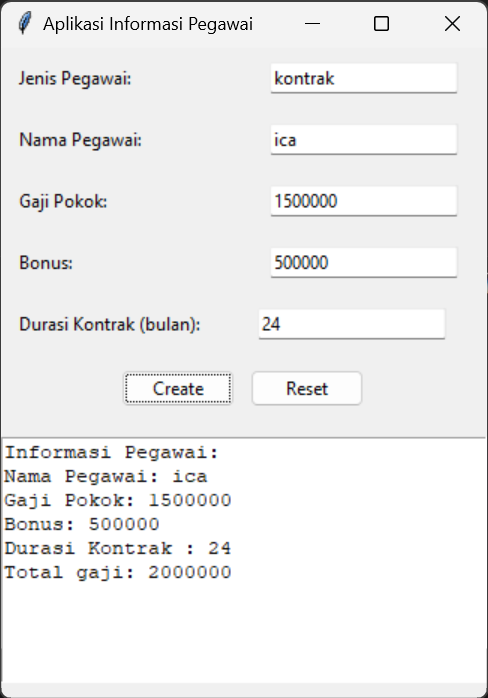 Aplikasi Informasi Pegawai
Jenis Pegawai: kontrak
Nama Pegawai: ica
Gaji Pokok: 1500000
Bonus: 500000
Durasi Kontrak (bulan): 24
Create Reset
Informasi Pegawai:
Nama Pegawai: ica
Gaji Pokok: 1500000
Bonus: 500000
Durasi Kontrak : 24
Total gaji: 2000000